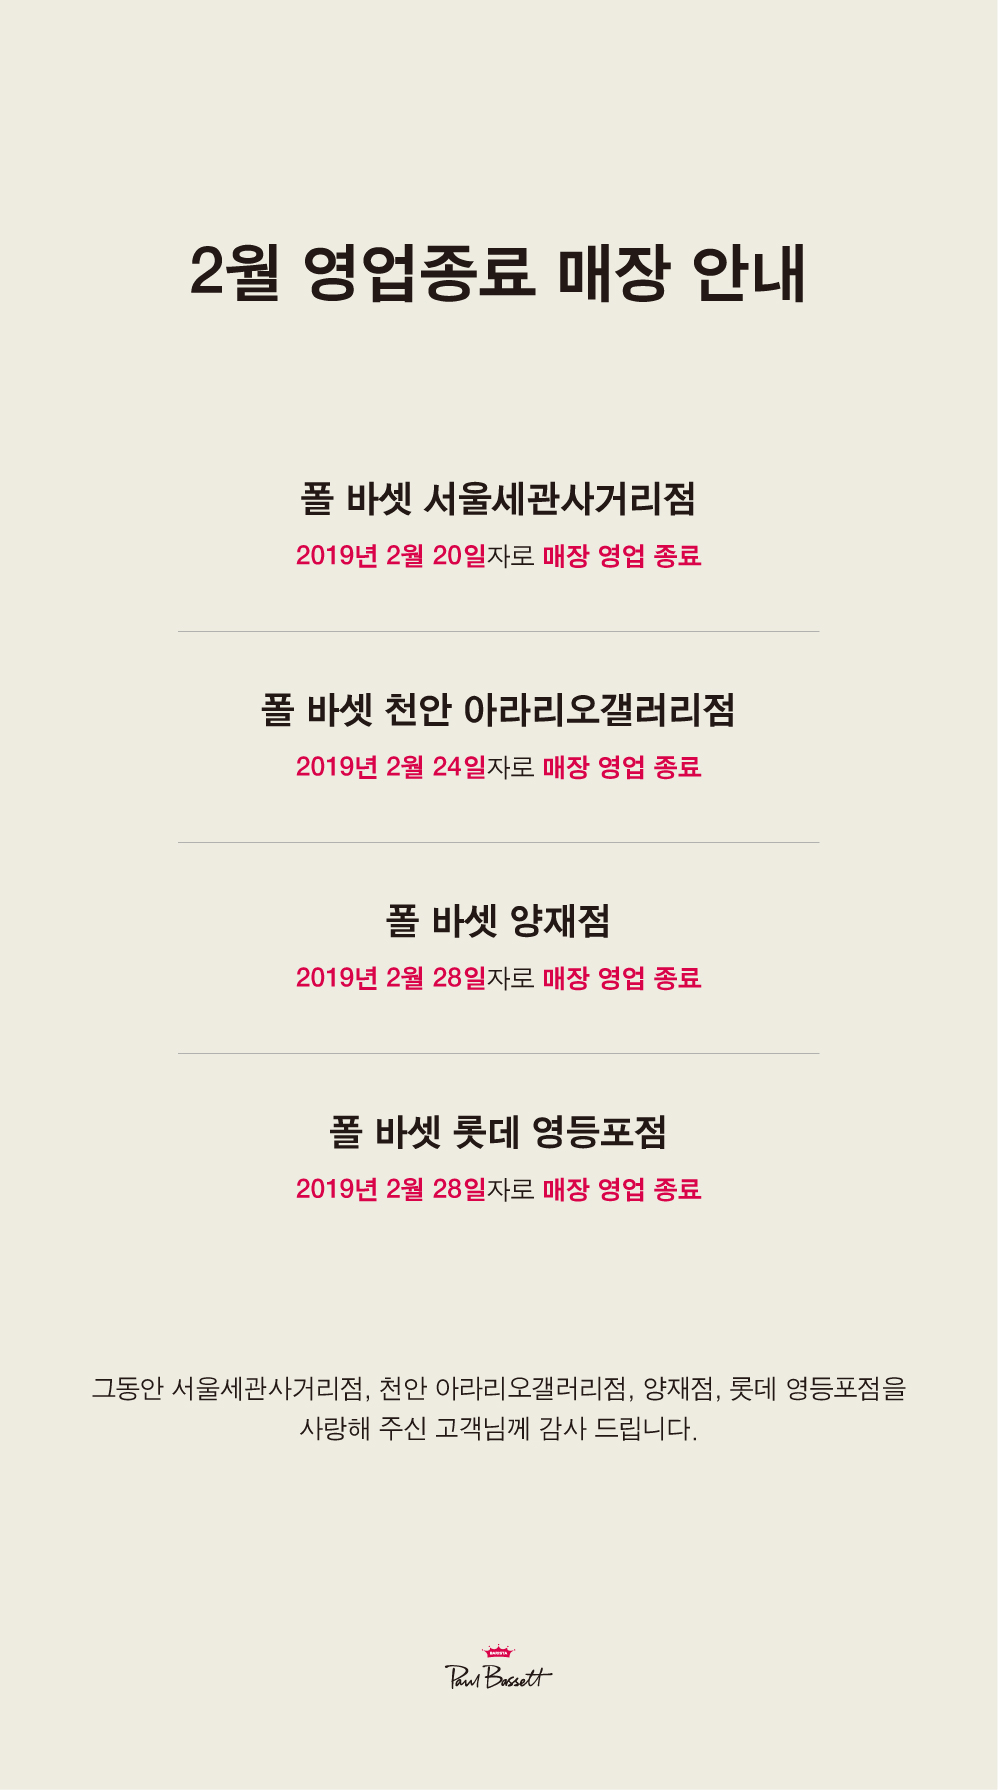 2월 영업종료 매장 안내
폴 바셋 서울세관사거리점
2019년 2월 20일자로 매장 영업 종료
폴 바셋 천안 아라리오갤러리점
2019년 2월 24일자로 매장 영업 종료
폴 바셋 양재점
2019년 2월 28일자로 매장 영업 종료
폴 바셋 롯데 영등포점
2019년 2월 28일자로 매장 영업 종료
그동안 서울세관사거리점, 천안 아라리오갤러리점, 양재점, 롯데 영등포점을
사랑해 주신 고객님께 감사 드립니다.
BARISTA
Paul Bassett